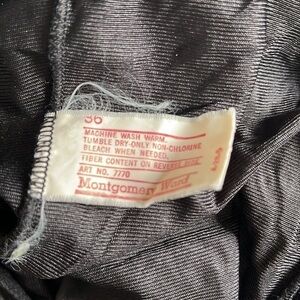 36
MACHINE WASH WARM
TUMBLE DRY-ONLY NON-CHLORINE
BLEACH WHEN NEEDED.
FIBER CONTENT ON REVERSE SIDE
ART NO. 7770
Montgomery Ward